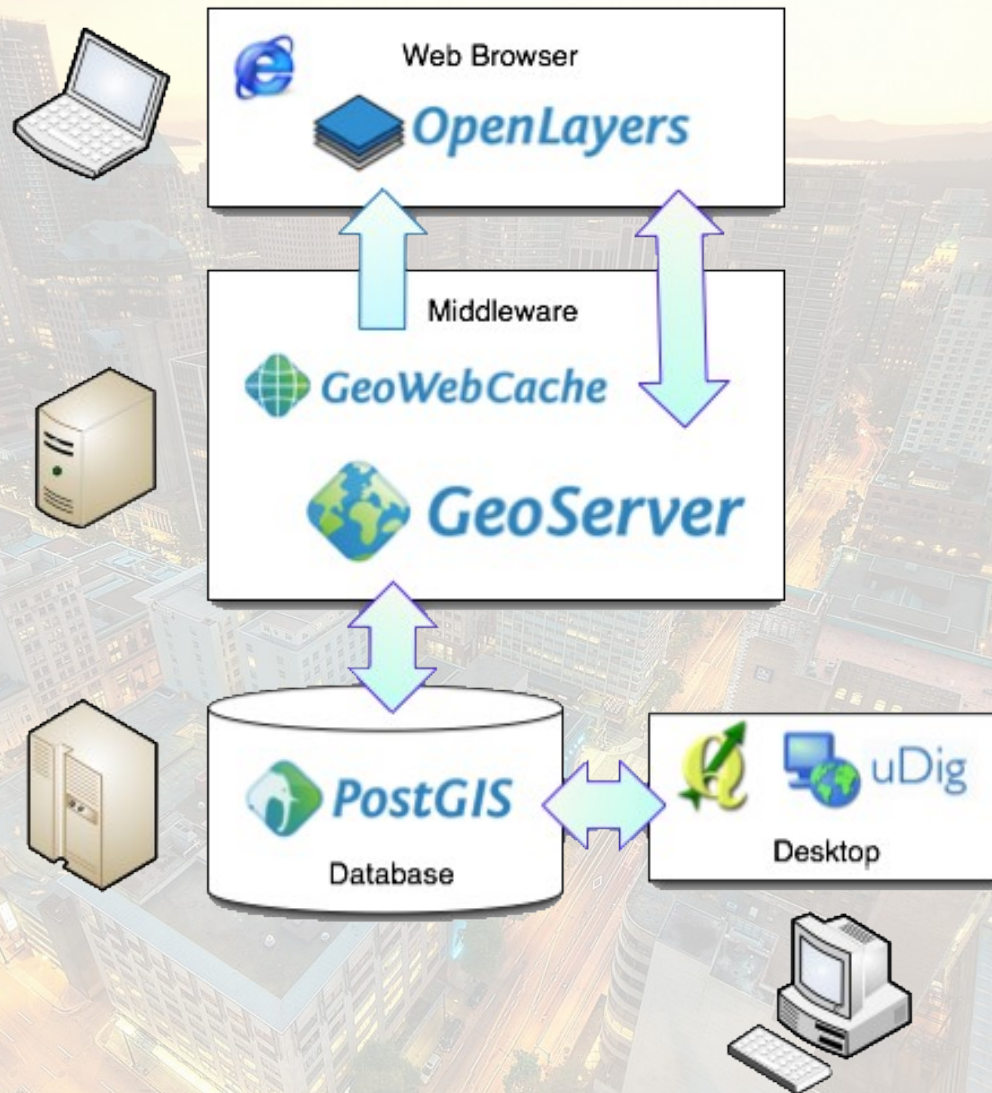 Web Browser
OpenLayers
Middleware
GeoWebCache
GeoServer
PostGIS
Database
uDig
Desktop